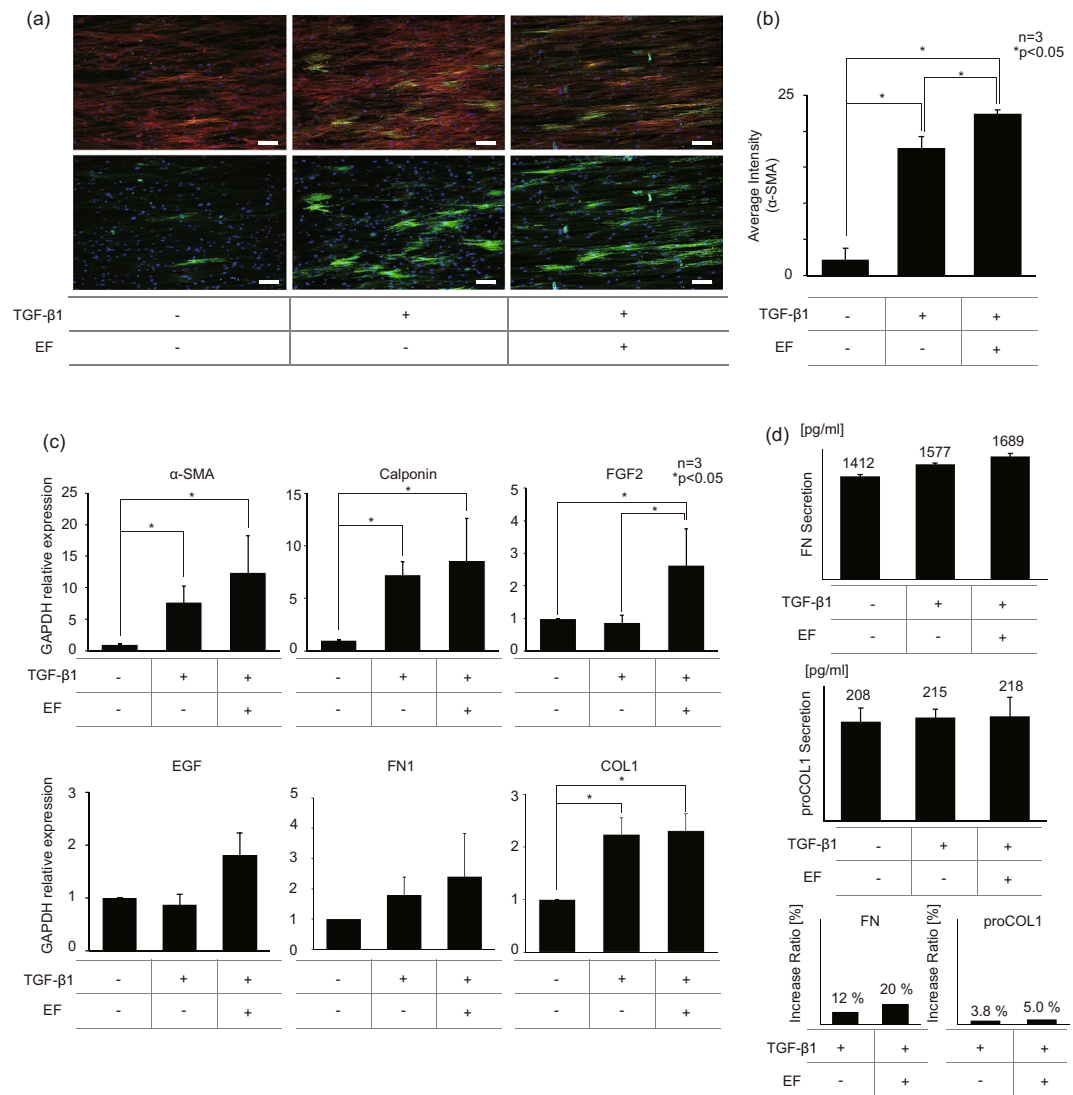 (a)
TGF-β1 - + +
EF - - +
(b)
n=3
*p<0.05
*
*
*
25
0
Average Intensity
(α-SMA)
TGF-β1 - + +
EF - - +
(c)
n=3
*p<0.05
α-SMA
GAPDH relative expression
25
20
15
10
5
0
*
*
Calponin
15
10
5
0
*
*
FGF2
5
4
3
2
1
0
*
*
TGF-β1 - + + - + + - + +
EF - - + - - + - - +
EGF
GAPDH relative expression
3
2
1
0
FN1
5
4
3
2
1
0
COL1
3
2
1
0
*
*
TGF-β1 - + + - + + - + +
EF - - + - - + - - +
(d)
[pg/ml]
FN Secretion
1412 1577 1689
TGF-β1 - + +
EF - - +
[pg/ml]
proCOL1 Secretion
208 215 218
TGF-β1 - + +
EF - - +
FN
Increase Ratio [%]
12 % 20 %
proCOL1
Increase Ratio [%]
3.8 % 5.0 %
TGF-β1 + + + +
EF - + - +